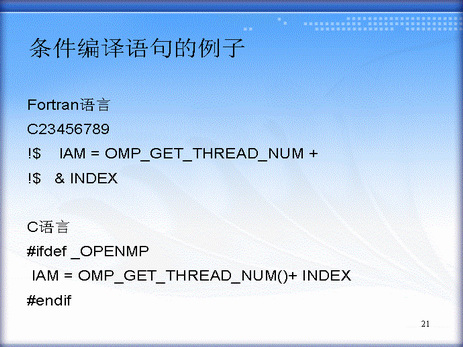 条件编译语句的例子
Fortran语言
C23456789
!$    IAM = OMP_GET_THREAD_NUM +
!$   & INDEX
C语言
#ifdef _OPENMP
 IAM = OMP_GET_THREAD_NUM()+ INDEX
#endif
21